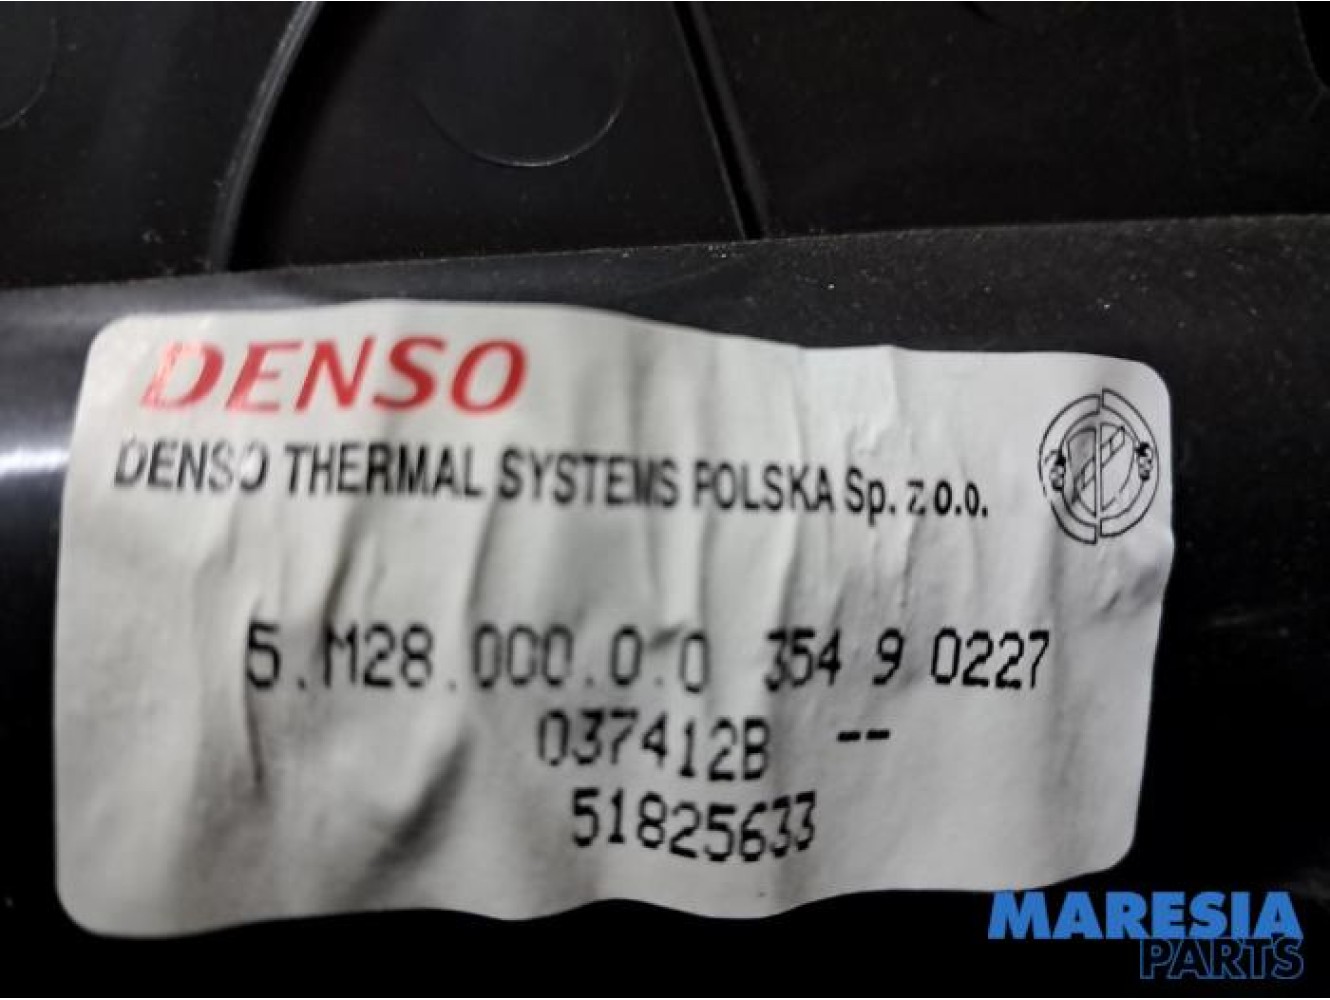 DENSO
DENSO THERMAL SYSTEMS POLSKA Sp. z o.o.
5.M28.000.0.0 354 9 0227
037412B --
51825633
MARESIA
PARTS